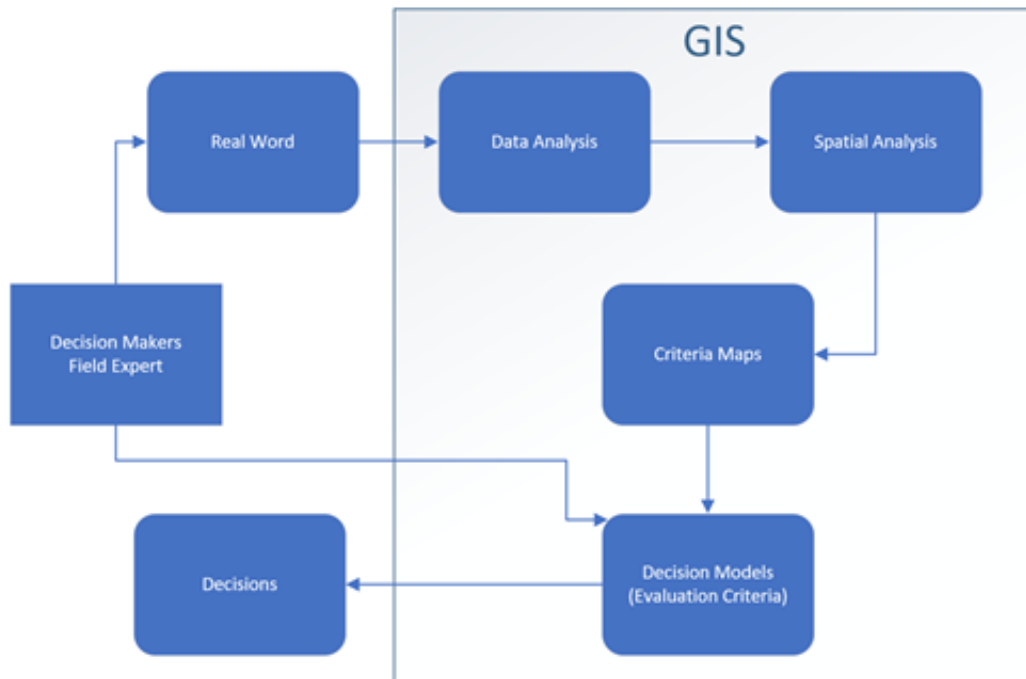 GIS
Real Word
Data Analysis
Spatial Analysis
Decision Makers
Field Expert
Criteria Maps
Decisions
Decision Models
(Evaluation Criteria)